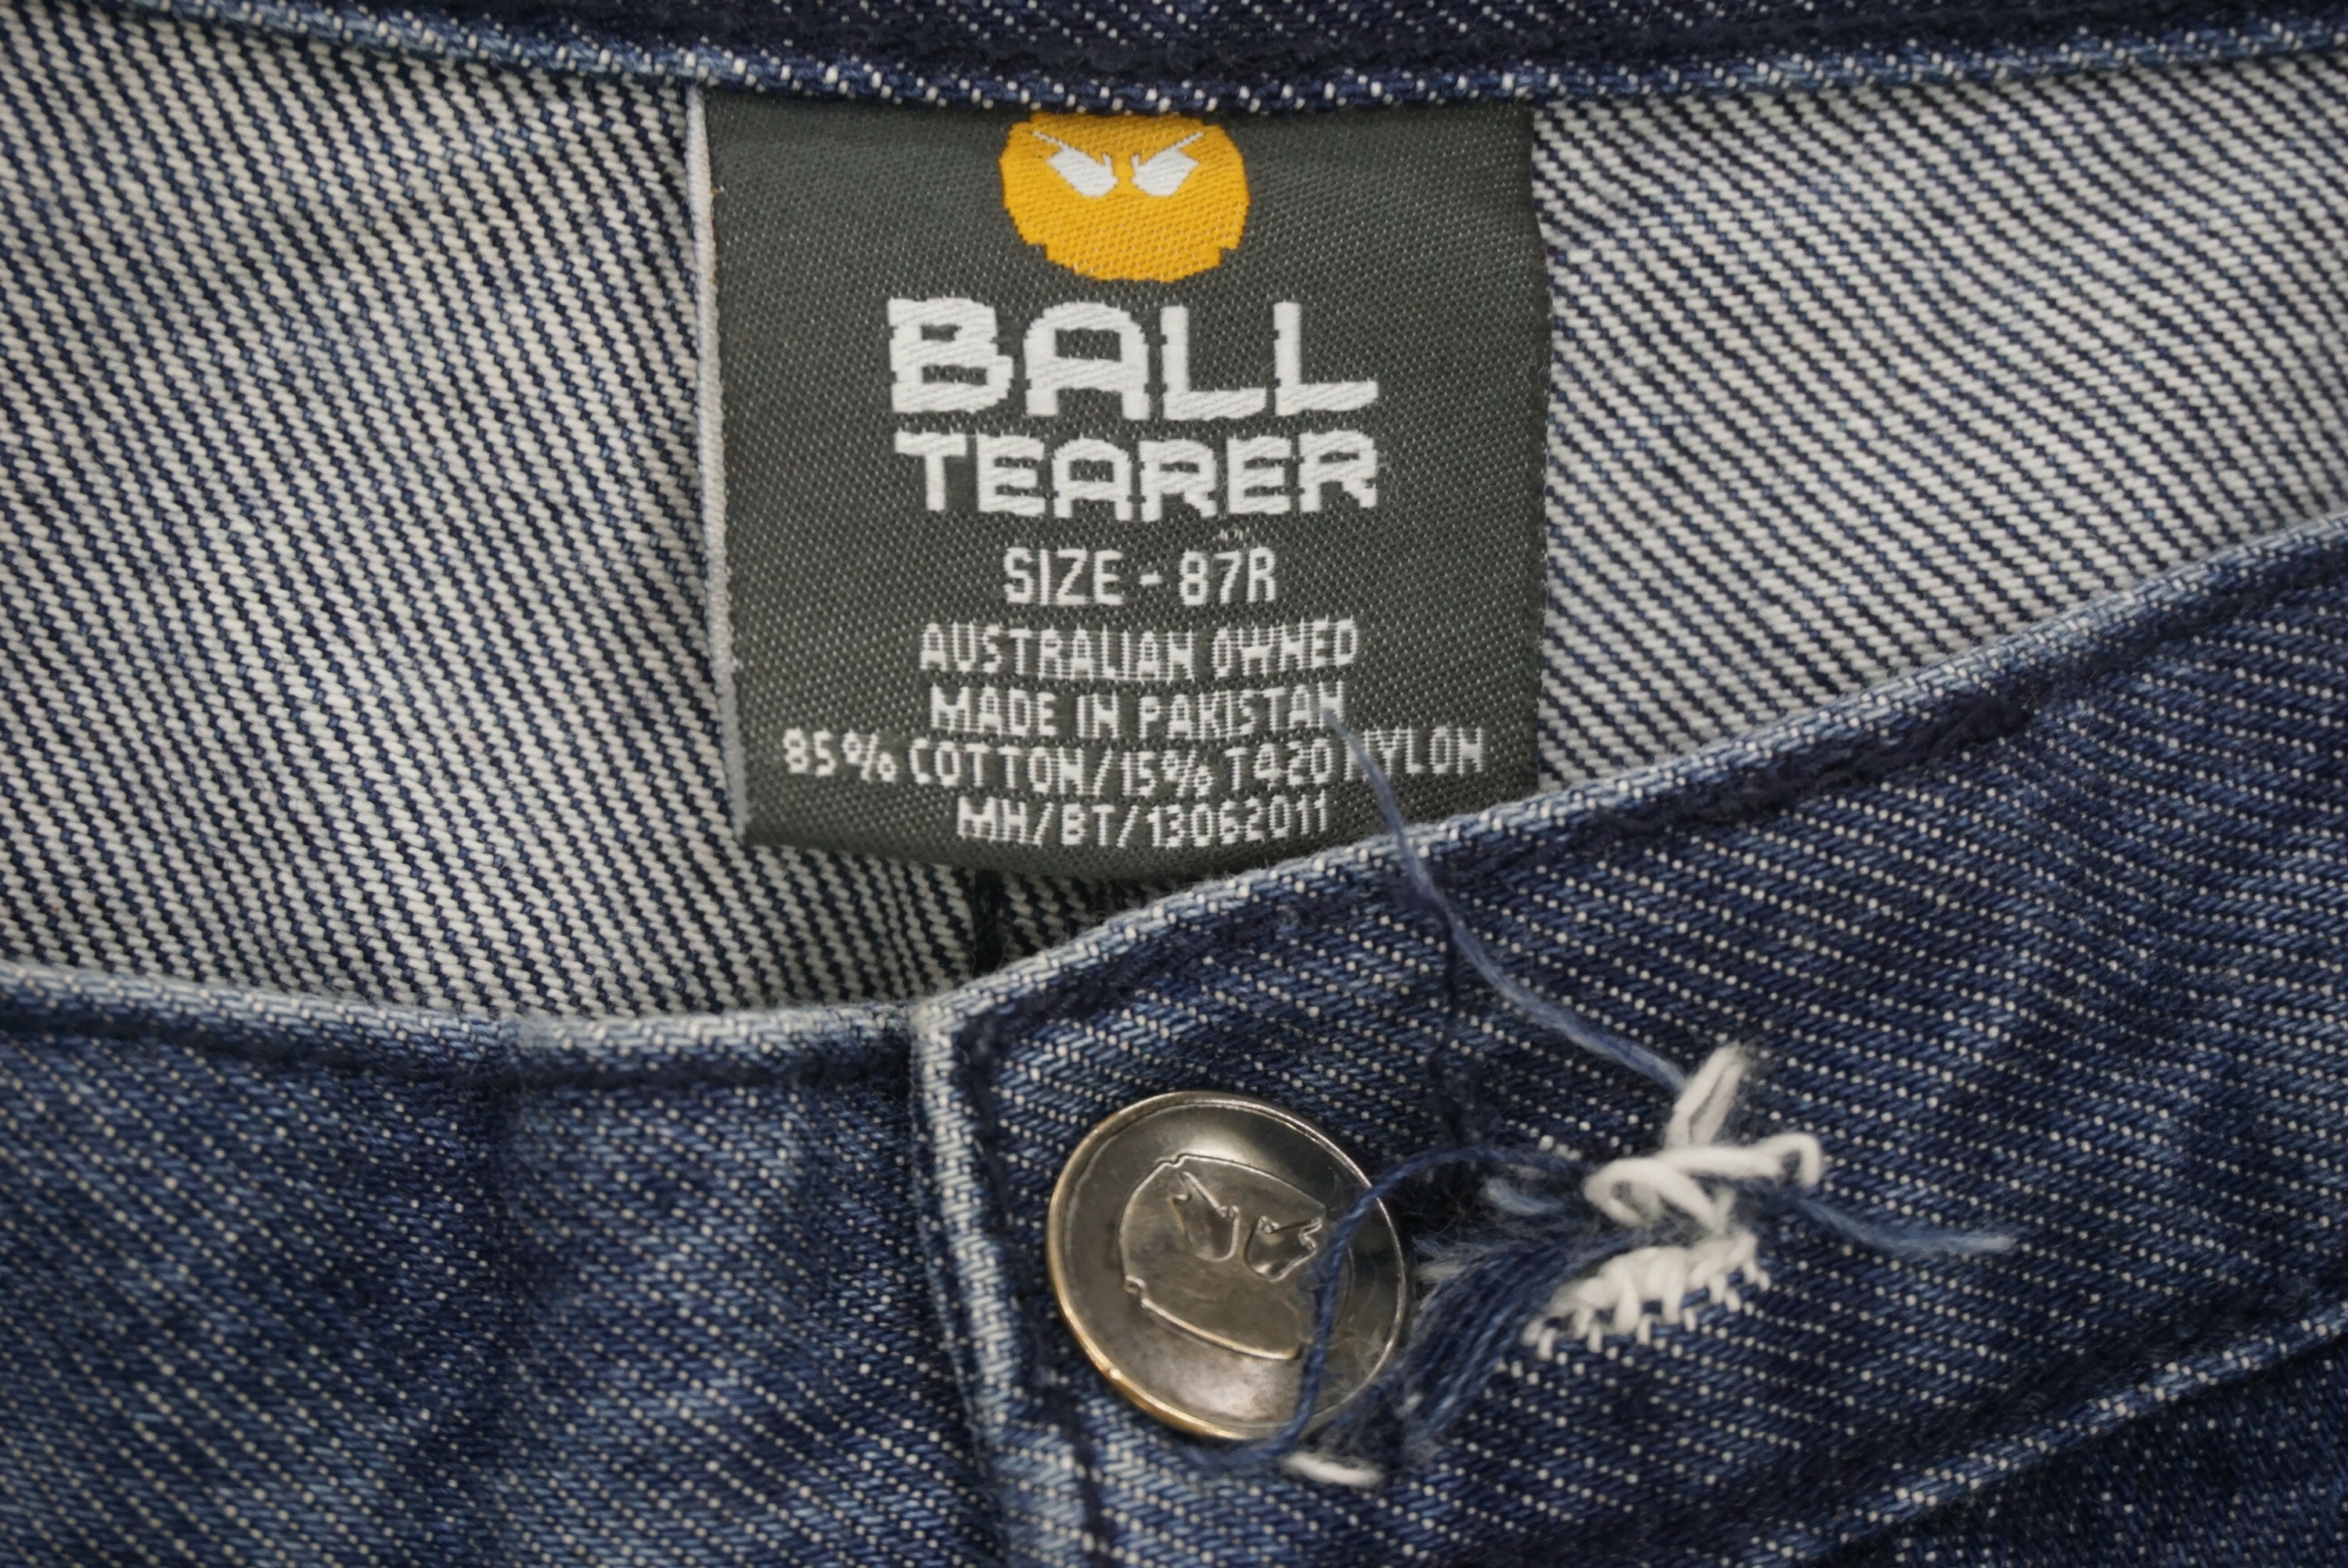 BALL
TEARER
SIZE - 87R
AUSTRALIAN OWNED
MADE IN PAKISTAN
85% COTTON/15% T420 NYLON
MH/BT/13062011